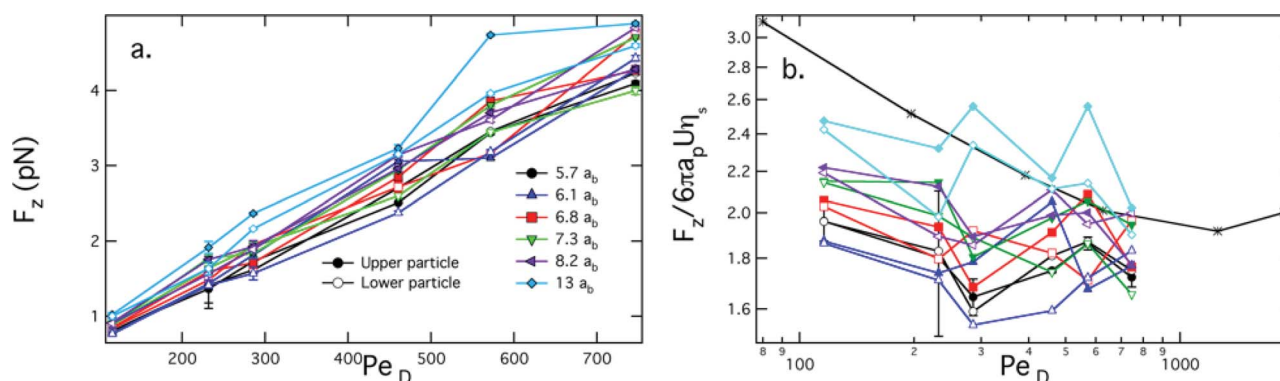 a.
F_z (pN)
4
3
2
1
5.7 a_b
6.1 a_b
6.8 a_b
7.3 a_b
8.2 a_b
13 a_b
Upper particle
Lower particle
200 300 400 500 600 700
Pe_D
b.
F_z/6πa_pUη_s
3.0
2.8
2.6
2.4
2.2
2.0
1.8
1.6
8 9 100 2 3 4 5 6 7 8 9 1000
Pe_D